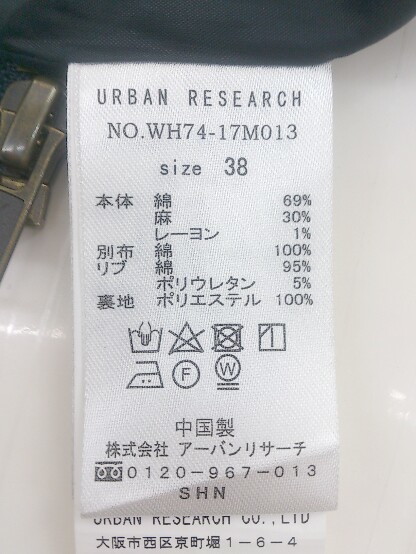 URBAN RESEARCH
NO.WH74-17M013
size 38
本体 綿 69%
麻 30%
レーヨン 1%
別布 綿 100%
リブ 綿 95%
ポリウレタン 5%
裏地 ポリエステル 100%
F W
中国製
株式会社 アーバンリサーチ
0120-967-013
SHN
URBAN RESEARCH CO.,LTD
大阪市西区京町堀1-6-4